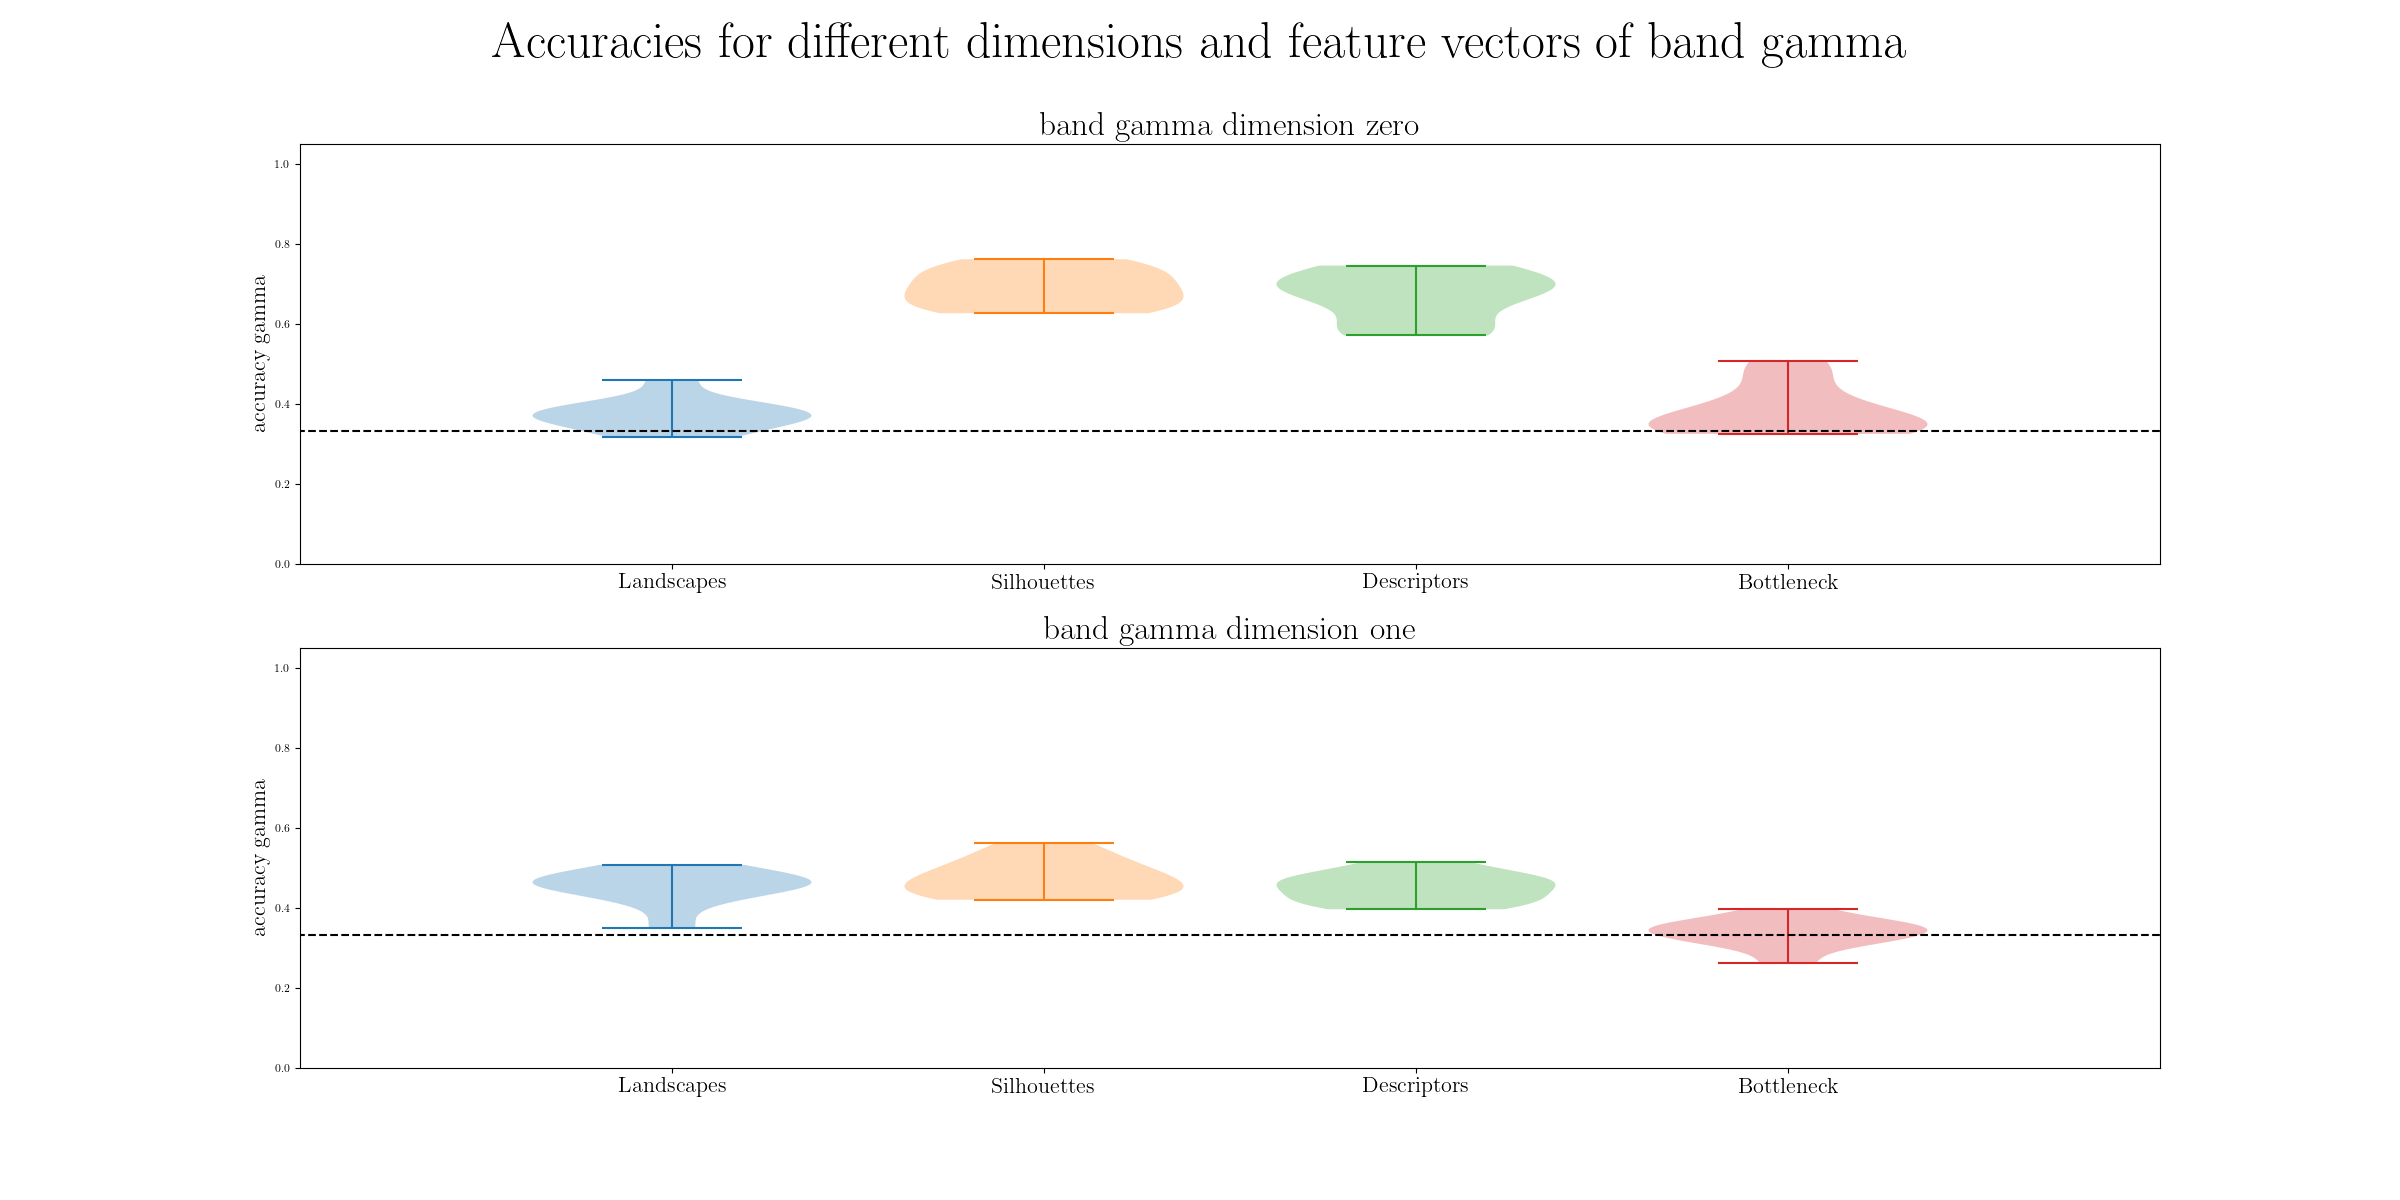 Accuracies for different dimensions and feature vectors of band gamma
band gamma dimension zero
1.0
0.8
0.6
0.4
0.2
0.0
accuracy gamma
Landscapes Silhouettes Descriptors Bottleneck
band gamma dimension one
1.0
0.8
0.6
0.4
0.2
0.0
accuracy gamma
Landscapes Silhouettes Descriptors Bottleneck